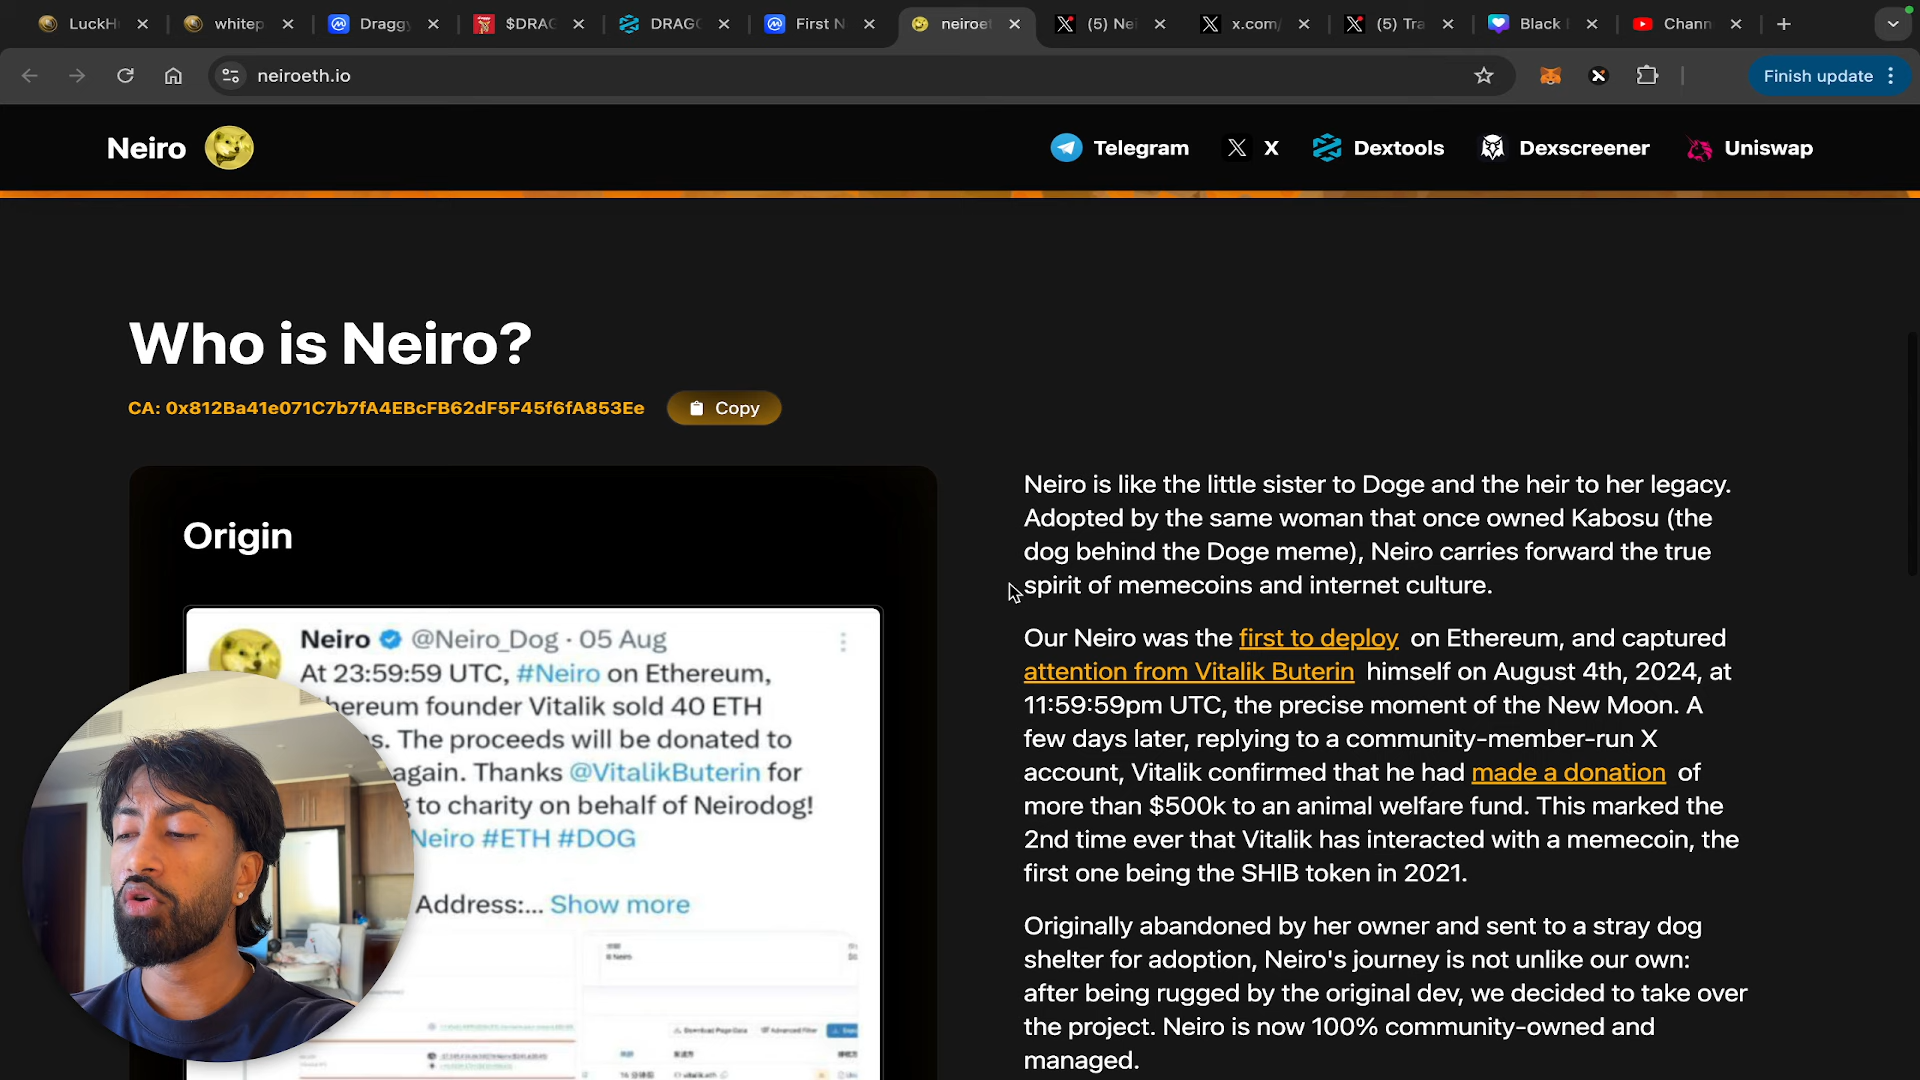 LuckH
whitep
Draggy
$DRAG
DRAGO
First N
neiroet
(5) Nei
x.com/
(5) Tra
Black
Chann
neiroeth.io
Finish update
Neiro
Telegram
X
Dextools
Dexscreener
Uniswap
Who is Neiro?
CA: 0x812Ba41e071C7b7fA4EBcFB62dF5F45f6fA853Ee
Copy
Origin
Neiro @Neiro_Dog · 05 Aug
At 23:59:59 UTC, #Neiro on Ethereum,
hereum founder Vitalik sold 40 ETH
s. The proceeds will be donated to
again. Thanks @VitalikButerin for
g to charity on behalf of Neirodog!
Neiro #ETH #DOG
Address:... Show more
Neiro
Download Page Data
Advanced Filter
vitalik.eth
Neiro is like the little sister to Doge and the heir to her legacy.
Adopted by the same woman that once owned Kabosu (the
dog behind the Doge meme), Neiro carries forward the true
spirit of memecoins and internet culture.
Our Neiro was the first to deploy on Ethereum, and captured
attention from Vitalik Buterin himself on August 4th, 2024, at
11:59:59pm UTC, the precise moment of the New Moon. A
few days later, replying to a community-member-run X
account, Vitalik confirmed that he had made a donation of
more than $500k to an animal welfare fund. This marked the
2nd time ever that Vitalik has interacted with a memecoin, the
first one being the SHIB token in 2021.
Originally abandoned by her owner and sent to a stray dog
shelter for adoption, Neiro's journey is not unlike our own:
after being rugged by the original dev, we decided to take over
the project. Neiro is now 100% community-owned and
managed.